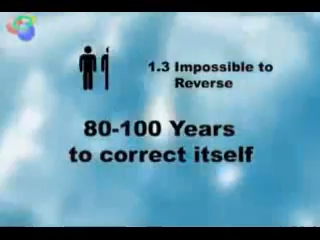 1.3 Impossible to
Reverse
80-100 Years
to correct itself